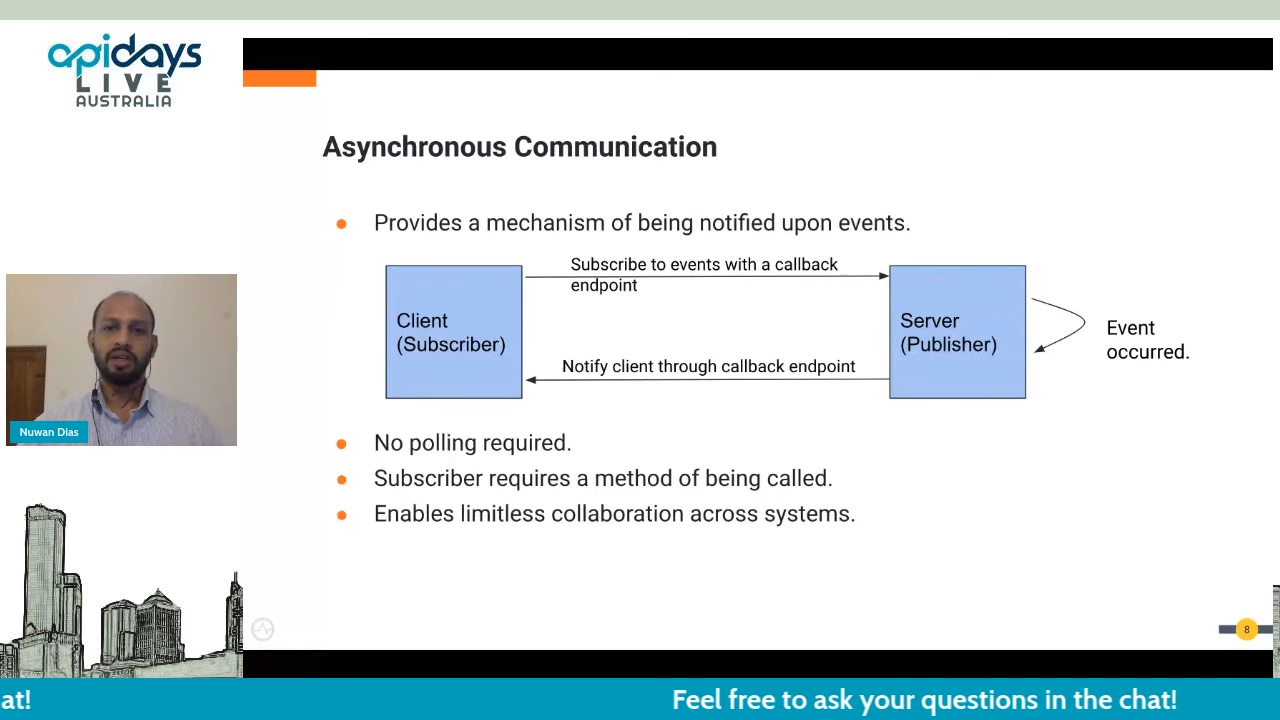 apidays
LIVE
AUSTRALIA
Asynchronous Communication
Provides a mechanism of being notified upon events.
Subscribe to events with a callback
endpoint
Client
(Subscriber)
Server
(Publisher)
Event
occurred.
Notify client through callback endpoint
No polling required.
Subscriber requires a method of being called.
Enables limitless collaboration across systems.
Nuwan Dias
8
at!
Feel free to ask your questions in the chat!